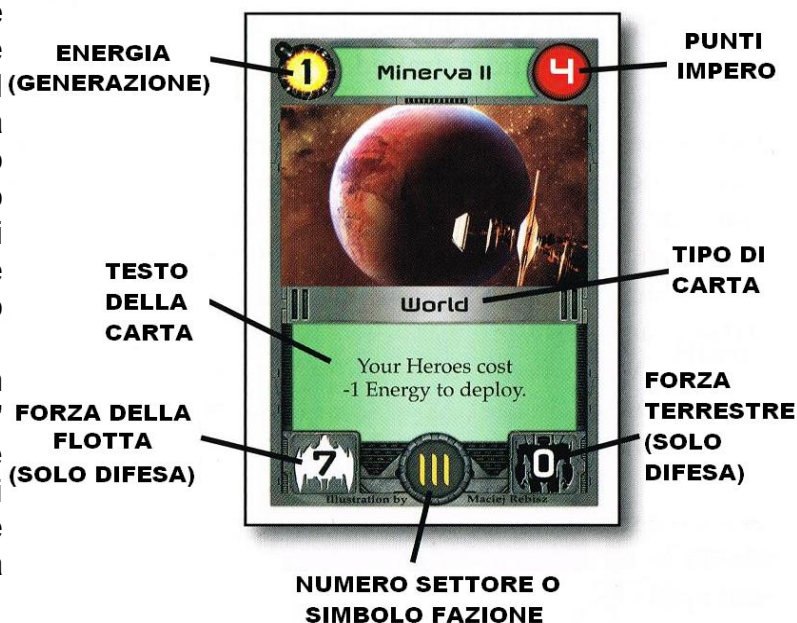 ENERGIA
(GENERAZIONE)
PUNTI
IMPERO
1
Minerva II
4
TESTO
DELLA
CARTA
TIPO DI
CARTA
World
Your Heroes cost
-1 Energy to deploy.
FORZA DELLA
FLOTTA
(SOLO DIFESA)
FORZA
TERRESTRE
(SOLO
DIFESA)
7
III
0
Illustration by Maciej Rebisz
NUMERO SETTORE O
SIMBOLO FAZIONE